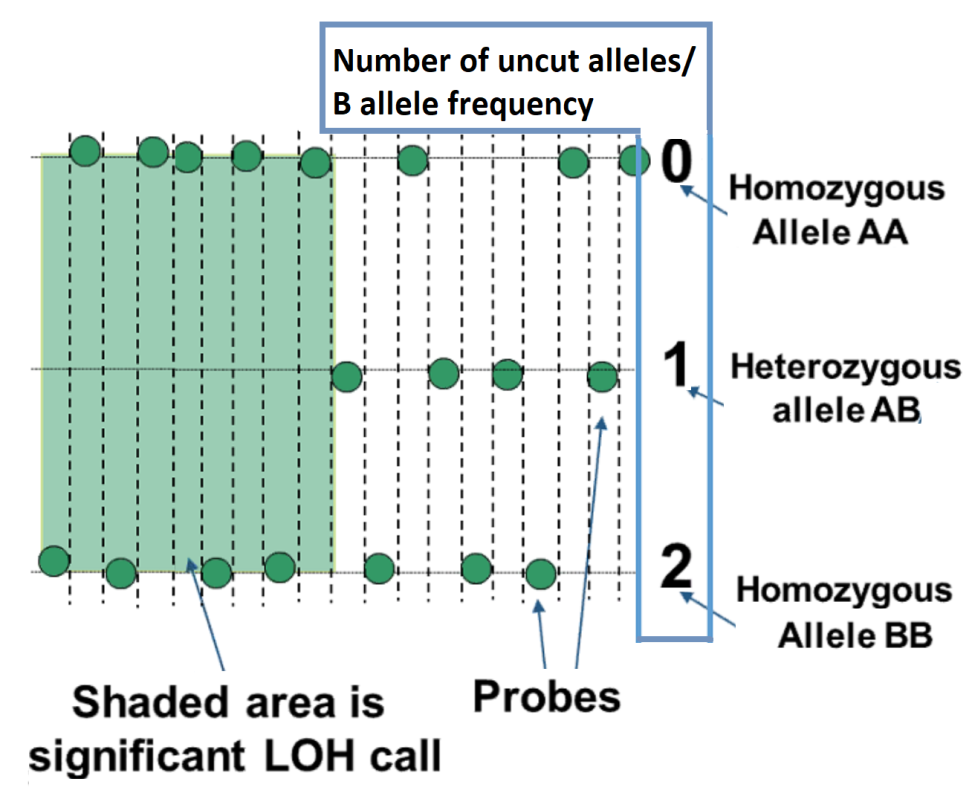 Number of uncut alleles/
B allele frequency
0
Homozygous
Allele AA
1
Heterozygous
allele AB
2
Homozygous
Allele BB
Shaded area is
significant LOH call
Probes